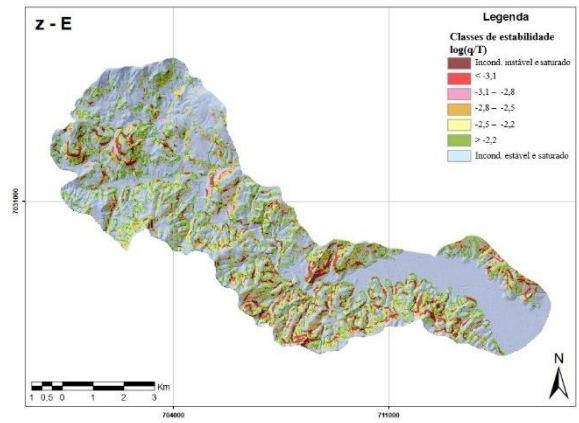 z - E
Legenda
Classes de estabilidade
log(q/T)
Incond. instável e saturado
< -3,1
-3,1 – -2,8
-2,8 – -2,5
-2,5 – -2,2
> -2,2
Incond. estável e saturado
7031000
N
Km
1 0,5 0 1 2 3
704000
711000